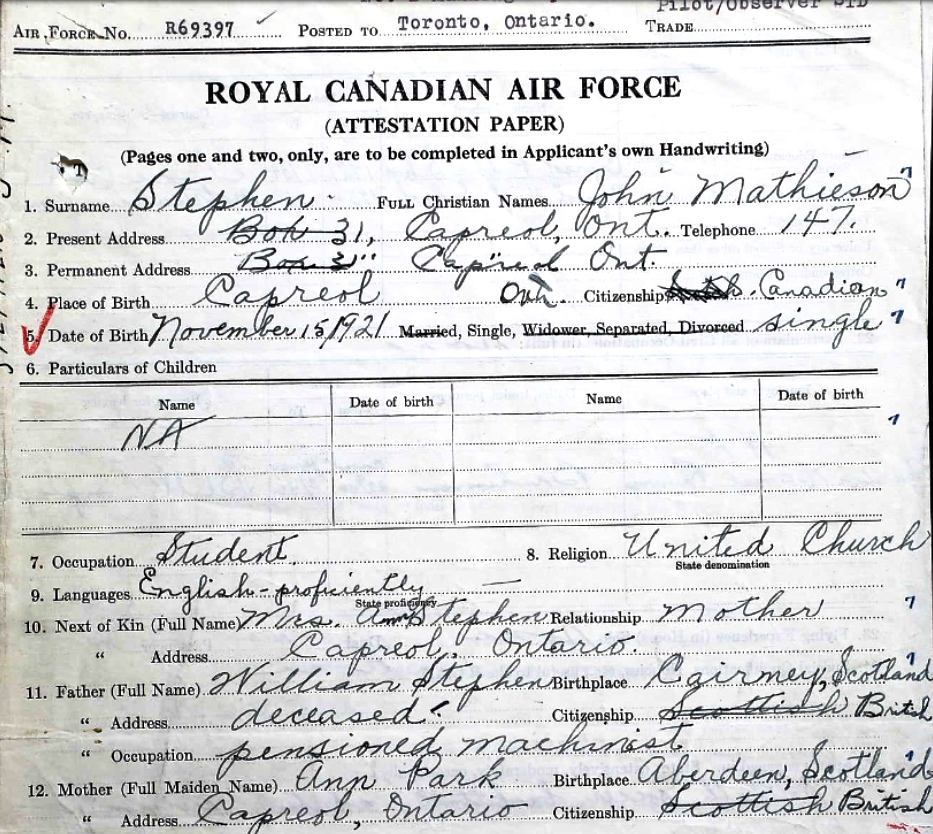 Pilot/Observer STD
AIR FORCE NO. R69397 POSTED TO Toronto, Ontario. TRADE
ROYAL CANADIAN AIR FORCE
(ATTESTATION PAPER)
(Pages one and two, only, are to be completed in Applicant's own Handwriting)
1. Surname Stephen FULL Christian Names John Mathieson
2. Present Address Box 31, Capreol, Ont. Telephone 147.
3. Permanent Address Box 3" Capreol Ont.
4. Place of Birth Capreol Ont. Citizenship Canadian
5. Date of Birth November 15, 1921 Married, Single, Widower, Separated, Divorced single
6. Particulars of Children
Name Date of birth Name Date of birth
NA
7. Occupation Student 8. Religion United Church
State denomination
9. Languages English - proficiently
State proficiency
10. Next of Kin (Full Name) Mrs. Ann Stephen Relationship Mother
" Address Capreol, Ontario.
11. Father (Full Name) William Stephen Birthplace Cairney, Scotland
" Address deceased Citizenship Scottish British
" Occupation pensioned machinist
12. Mother (Full Maiden Name) Ann Park Birthplace Aberdeen, Scotland
" Address Capreol, Ontario Citizenship Scottish British